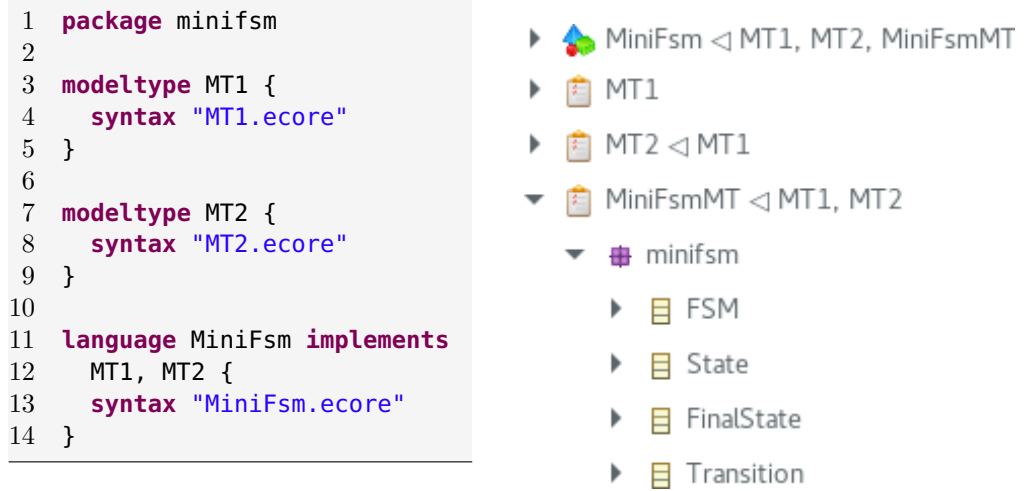 1 package minifsm
2
3 modeltype MT1 {
4   syntax "MT1.ecore"
5 }
6
7 modeltype MT2 {
8   syntax "MT2.ecore"
9 }
10
11 language MiniFsm implements
12   MT1, MT2 {
13   syntax "MiniFsm.ecore"
14 }
MiniFsm ◁ MT1, MT2, MiniFsmMT
MT1
MT2 ◁ MT1
MiniFsmMT ◁ MT1, MT2
minifsm
FSM
State
FinalState
Transition